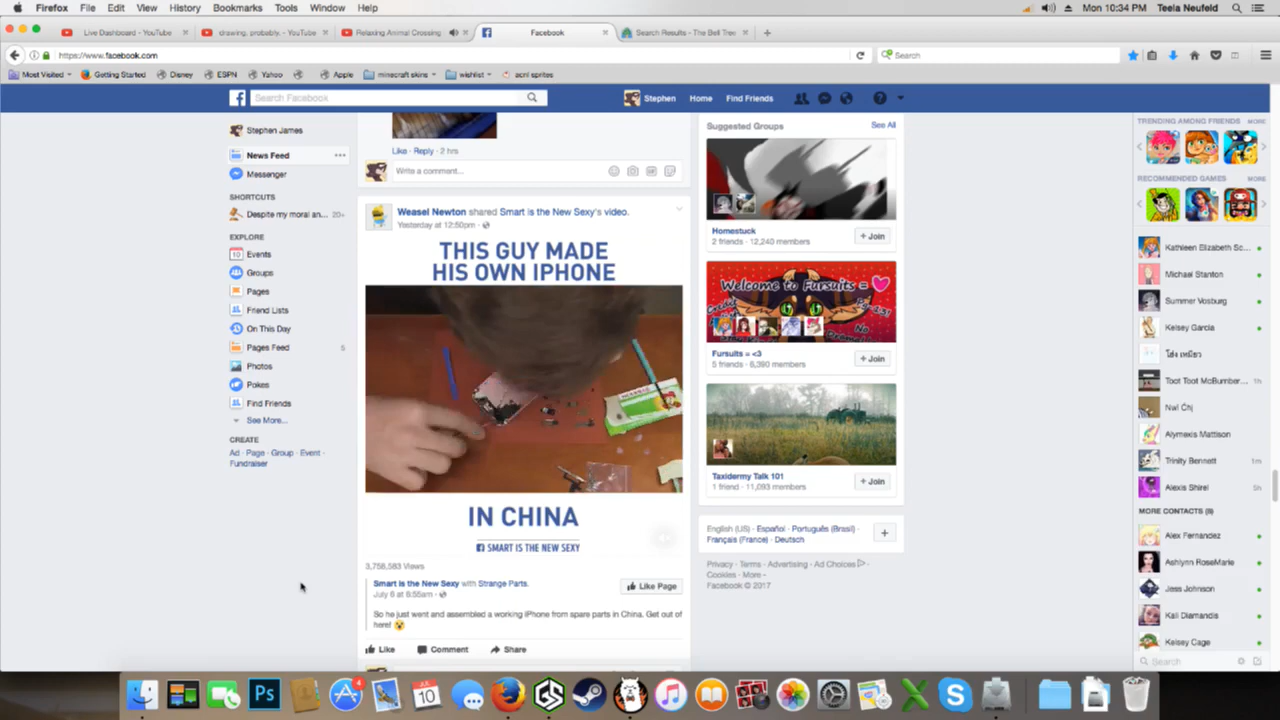 Firefox File Edit View History Bookmarks Tools Window Help
Mon 10:34 PM Teela Neufeld
Live Dashboard - YouTube
drawing, probably. - YouTube
Relaxing Animal Crossing
Facebook
Search Results - The Bell Tree
https://www.facebook.com
Search
Most Visited
Getting Started
Disney
ESPN
Yahoo
Apple
minecraft skins
wishlist
acnl sprites
Search Facebook
Stephen
Home
Find Friends
Stephen James
News Feed
Messenger
SHORTCUTS
Despite my moral an... 20+
EXPLORE
10 Events
Groups
Pages
Friend Lists
On This Day
Pages Feed
Photos
Pokes
Find Friends
See More...
CREATE
Ad · Page · Group · Event ·
Fundraiser
Like · Reply · 2 hrs
Write a comment...
Weasel Newton shared Smart is the New Sexy's video.
Yesterday at 12:50pm ·
THIS GUY MADE
HIS OWN IPHONE
IN CHINA
SMART IS THE NEW SEXY
3,758,583 Views
Smart is the New Sexy with Strange Parts.
July 6 at 6:55am ·
Like Page
So he just went and assembled a working iPhone from spare parts in China. Get out of
here!
Like Comment Share
Suggested Groups See All
Homestuck
2 friends · 12,240 members
+ Join
Welcome to Fursuits =
Fursuits = <3
5 friends · 6,390 members
+ Join
Taxidermy Talk 101
1 friend · 11,093 members
+ Join
English (US) · Español · Português (Brasil) ·
Français (France) · Deutsch
Privacy · Terms · Advertising · Ad Choices
Cookies · More
Facebook © 2017
TRENDING AMONG FRIENDS MORE
RECOMMENDED GAMES MORE
Kathleen Elizabeth Sc...
Michael Stanton
Summer Vosburg
Kelsey Garcia
Toot Toot McBumber... 1h
Alymexis Mattison
Trinity Bennett 1m
Alexis Shirel 5h
MORE CONTACTS (8)
Alex Fernandez
Ashlynn RoseMarie
Jess Johnson
Kali Diamandis
Kelsey Cage
Search
Ps
4
10